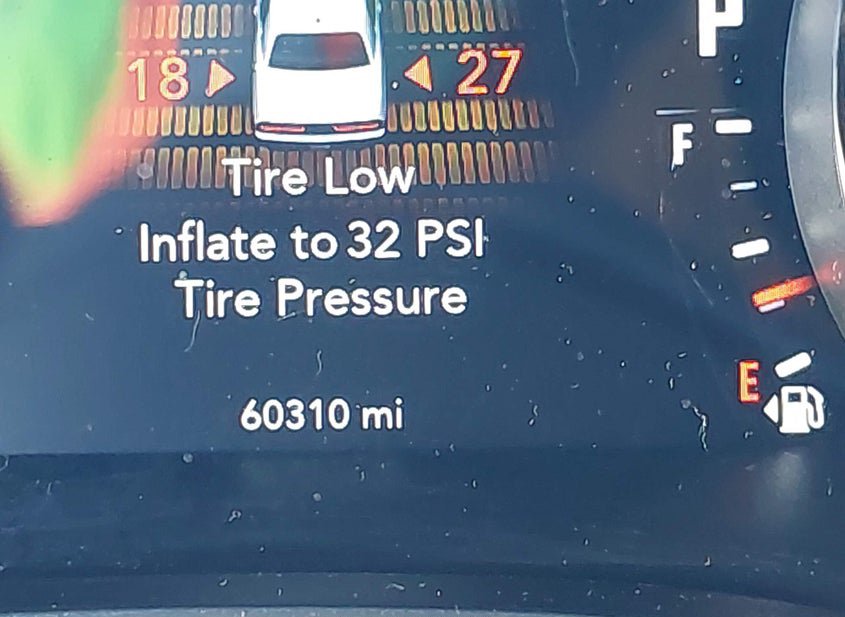 P
18 27
F
Tire Low
Inflate to 32 PSI
Tire Pressure
E
60310 mi